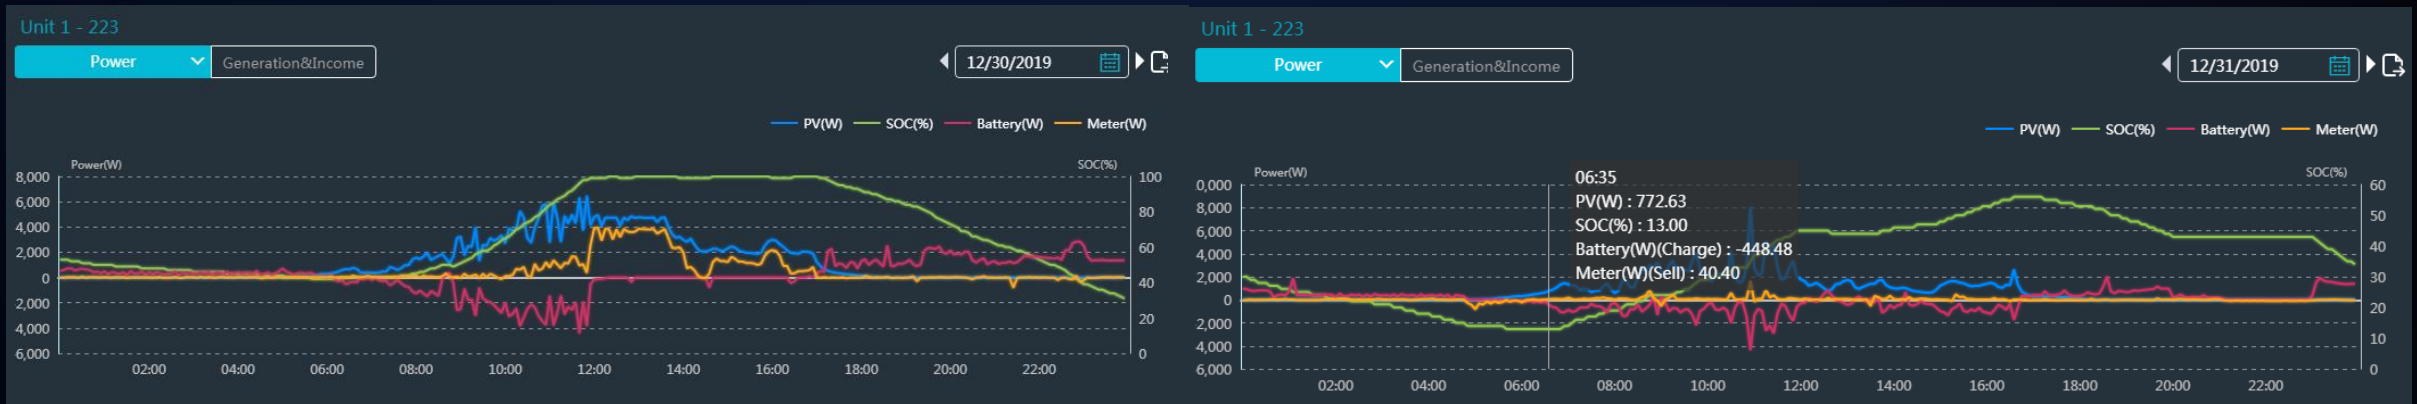 Unit 1 - 223
Power
Generation&Income
12/30/2019
PV(W)
SOC(%)
Battery(W)
Meter(W)
Power(W)
SOC(%)
8,000
6,000
4,000
2,000
0
2,000
4,000
6,000
100
80
60
40
20
0
02:00 04:00 06:00 08:00 10:00 12:00 14:00 16:00 18:00 20:00 22:00
Unit 1 - 223
Power
Generation&Income
12/31/2019
PV(W)
SOC(%)
Battery(W)
Meter(W)
Power(W)
SOC(%)
0,000
8,000
6,000
4,000
2,000
0
2,000
4,000
6,000
60
50
40
30
20
10
0
06:35
PV(W) : 772.63
SOC(%) : 13.00
Battery(W)(Charge) : -448.48
Meter(W)(Sell) : 40.40
02:00 04:00 06:00 08:00 10:00 12:00 14:00 16:00 18:00 20:00 22:00